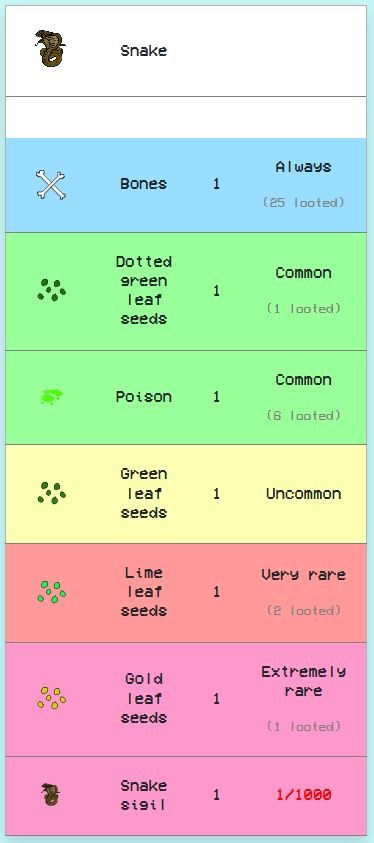 Snake
Bones 1 Always
(25 looted)
Dotted
green
leaf
seeds
1
Common
(1 looted)
Poison 1 Common
(6 looted)
Green
leaf
seeds
1
Uncommon
Lime
leaf
seeds
1
Very rare
(2 looted)
Gold
leaf
seeds
1
Extremely
rare
(1 looted)
Snake
sigil
1
1/1000